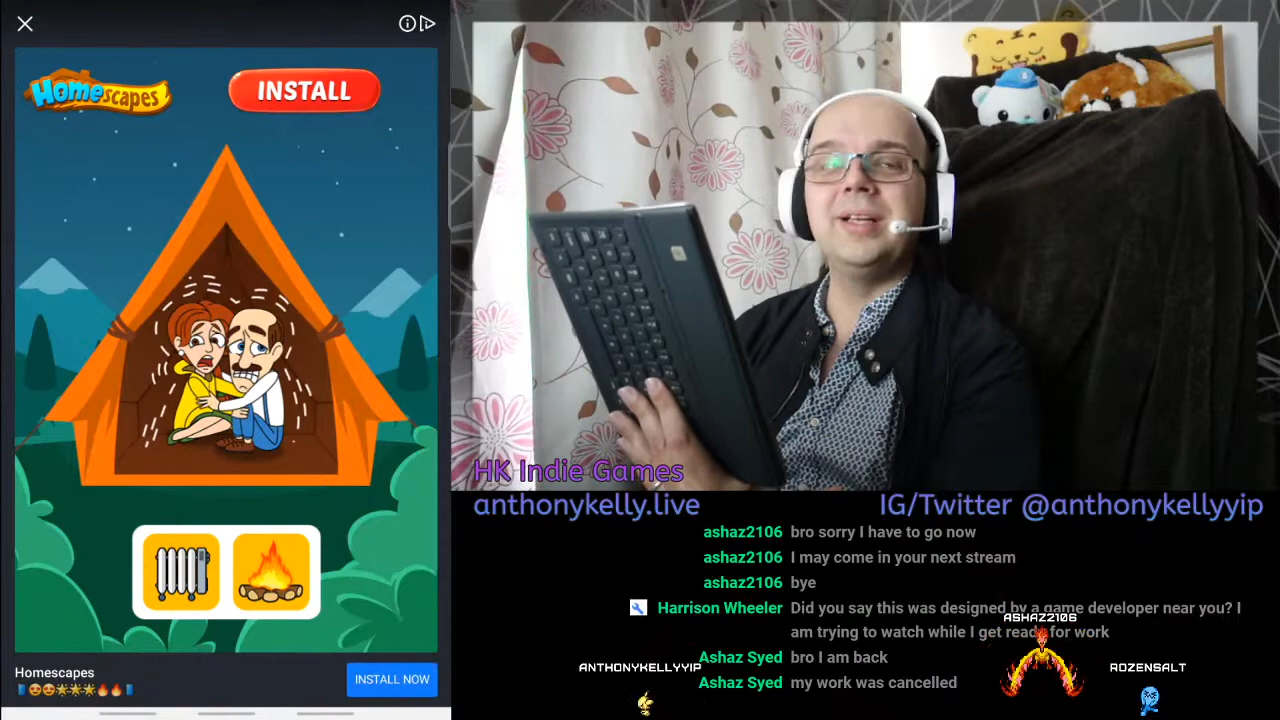 Homescapes
INSTALL
Homescapes
INSTALL NOW
HK Indie Games
anthonykelly.live
IG/Twitter @anthonykellyyip
ashaz2106 bro sorry I have to go now
ashaz2106 I may come in your next stream
ashaz2106 bye
Harrison Wheeler Did you say this was designed by a game developer near you? I
am trying to watch while I get ready for work
ASHAZ2106
Ashaz Syed bro I am back
Ashaz Syed my work was cancelled
ANTHONYKELLYYIP
ROZENSALT